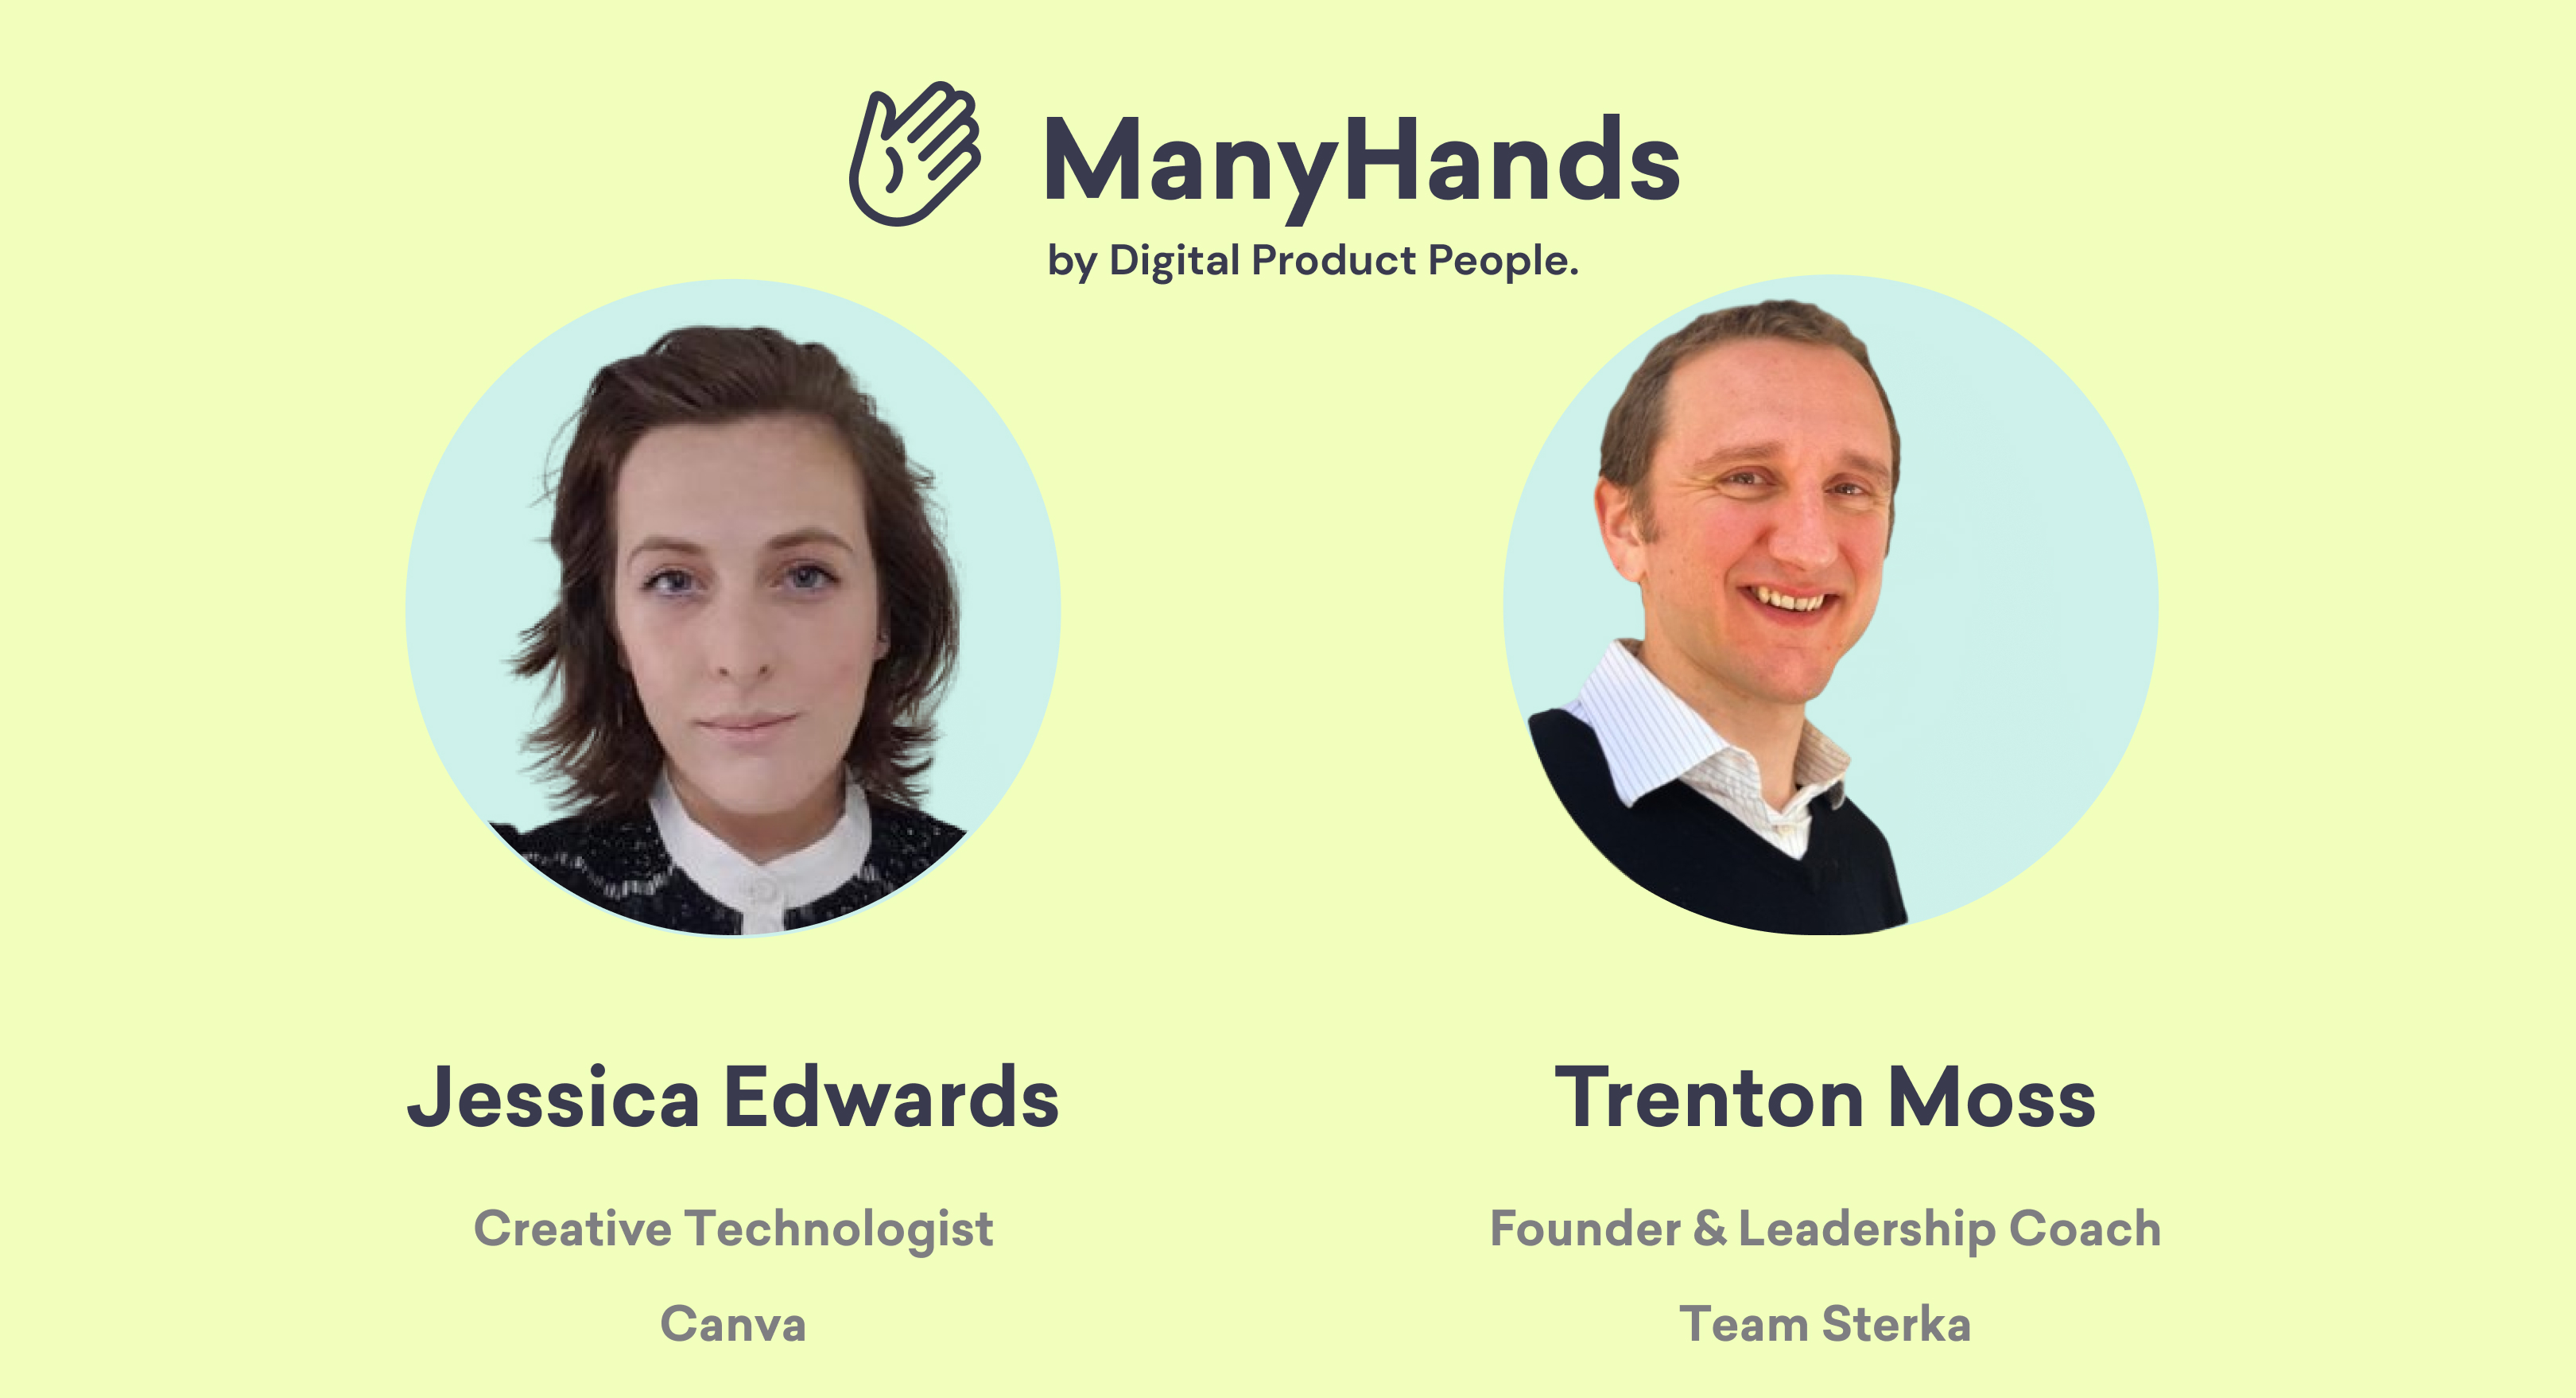 ManyHands
by Digital Product People.
Jessica Edwards
Creative Technologist
Canva
Trenton Moss
Founder & Leadership Coach
Team Sterka